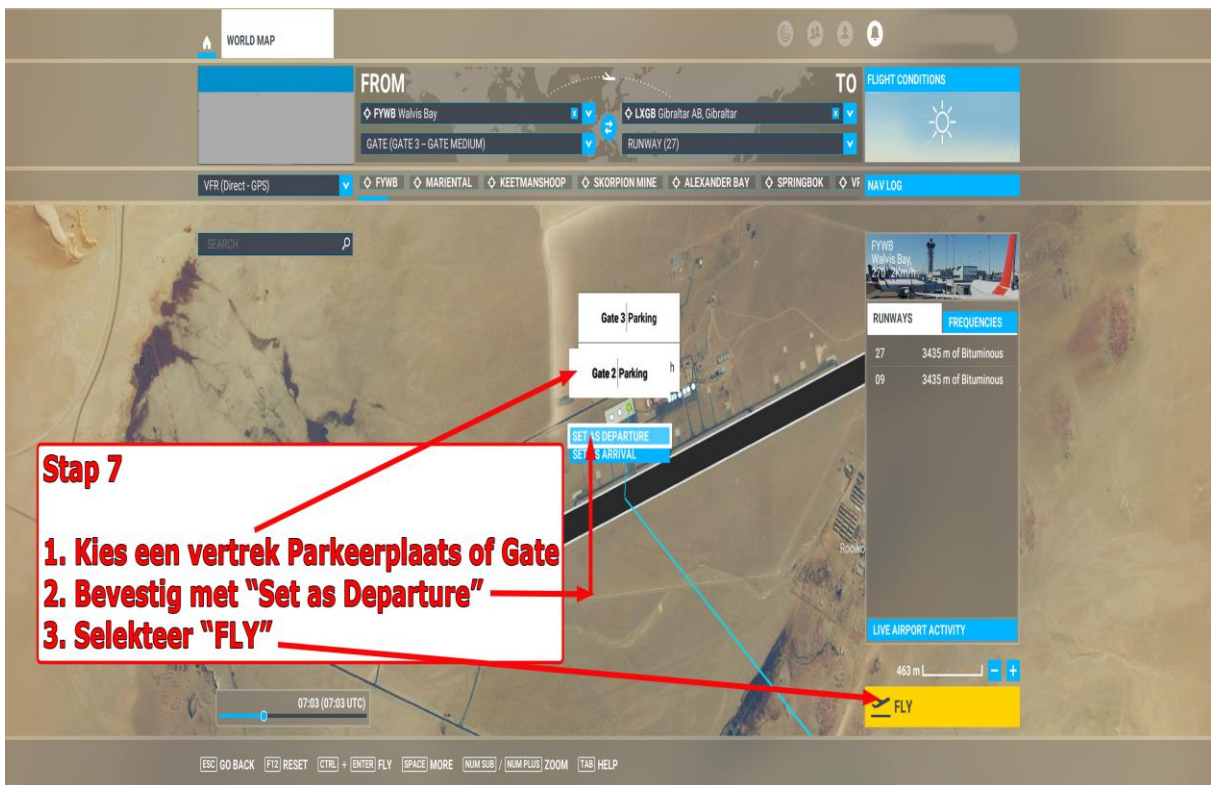 WORLD MAP
FROM
TO
FLIGHT CONDITIONS
FYWB Walvis Bay
x
LXGB Gibraltar AB, Gibraltar
x
GATE (GATE 3 – GATE MEDIUM)
RUNWAY (27)
VFR (Direct - GPS)
FYWB
MARIENTAL
KEETMANSHOOP
SKORPION MINE
ALEXANDER BAY
SPRINGBOK
NAV LOG
SEARCH
FYWB
Walvis Bay,
RUNWAYS
FREQUENCIES
27 3435 m of Bituminous
09 3435 m of Bituminous
Gate 3 Parking
Gate 2 Parking
h
SET AS DEPARTURE
SET AS ARRIVAL
Stap 7
1. Kies een vertrek Parkeerplaats of Gate
2. Bevestig met “Set as Departure”
3. Selekteer “FLY”
Rooiko
LIVE AIRPORT ACTIVITY
463 m
- +
07:03 (07:03 UTC)
FLY
ESC GO BACK F12 RESET CTRL + ENTER FLY SPACE MORE NUM SUB / NUM PLUS ZOOM TAB HELP